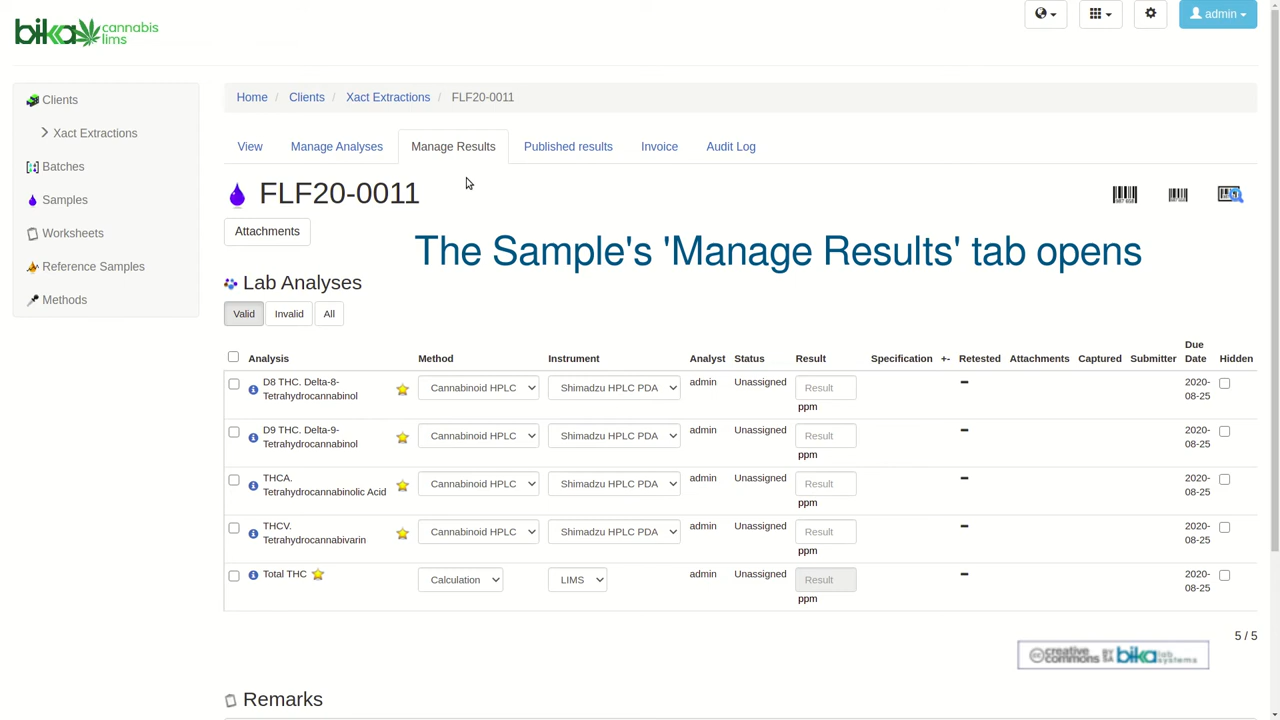 bika cannabis
lims
admin
Clients
Xact Extractions
Batches
Samples
Worksheets
Reference Samples
Methods
Home / Clients / Xact Extractions / FLF20-0011
View Manage Analyses Manage Results Published results Invoice Audit Log
FLF20-0011
Attachments
The Sample's 'Manage Results' tab opens
Lab Analyses
Valid Invalid All
Analysis Method Instrument Analyst Status Result Specification +- Retested Attachments Captured Submitter Due Date Hidden
D8 THC. Delta-8- Cannabinoid HPLC Shimadzu HPLC PDA admin Unassigned Result 2020-
Tetrahydrocannabinol ppm 08-25
D9 THC. Delta-9- Cannabinoid HPLC Shimadzu HPLC PDA admin Unassigned Result 2020-
Tetrahydrocannabinol ppm 08-25
THCA. Cannabinoid HPLC Shimadzu HPLC PDA admin Unassigned Result 2020-
Tetrahydrocannabinolic Acid ppm 08-25
THCV. Cannabinoid HPLC Shimadzu HPLC PDA admin Unassigned Result 2020-
Tetrahydrocannabivarin ppm 08-25
Total THC Calculation LIMS admin Unassigned Result 2020-
ppm 08-25
5 / 5
cc creative commons BY SA bika lab systems
Remarks